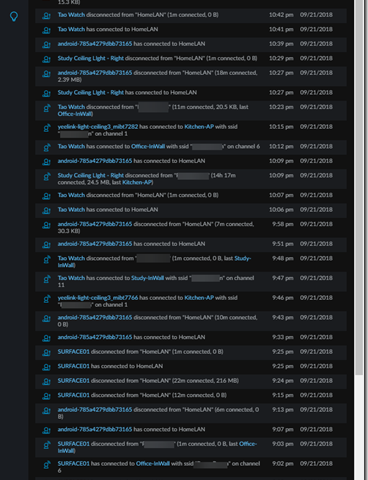 15.3 KB)
Tao Watch disconnected from "HomeLAN" (1m connected, 0 B) 10:42 pm 09/21/2018
Tao Watch has connected to HomeLAN 10:41 pm 09/21/2018
android-785a4279dbb73165 has connected to HomeLAN 10:39 pm 09/21/2018
Study Ceiling Light - Right disconnected from "HomeLAN" (1m connected, 0 B) 10:29 pm 09/21/2018
android-785a4279dbb73165 disconnected from "HomeLAN" (18m connected, 10:27 pm 09/21/2018
2.39 MB)
Study Ceiling Light - Right has connected to HomeLAN 10:27 pm 09/21/2018
Tao Watch disconnected from " " (11m connected, 20.5 KB, last 10:23 pm 09/21/2018
Office-InWall)
yeelink-light-ceiling3_mibt7282 has connected to Kitchen-AP with ssid 10:15 pm 09/21/2018
" " on channel 1
Tao Watch has connected to Office-InWall with ssid " " on channel 6 10:12 pm 09/21/2018
android-785a4279dbb73165 has connected to HomeLAN 10:09 pm 09/21/2018
Study Ceiling Light - Right disconnected from " " (14h 17m 10:09 pm 09/21/2018
connected, 24.5 MB, last Kitchen-AP)
Tao Watch disconnected from "HomeLAN" (1m connected, 0 B) 10:07 pm 09/21/2018
Tao Watch has connected to HomeLAN 10:06 pm 09/21/2018
android-785a4279dbb73165 disconnected from "HomeLAN" (7m connected, 9:58 pm 09/21/2018
30.3 KB)
android-785a4279dbb73165 has connected to HomeLAN 9:51 pm 09/21/2018
Tao Watch disconnected from " " (1m connected, 0 B, last Study- 9:48 pm 09/21/2018
InWall)
Tao Watch has connected to Study-InWall with ssid " " on channel 9:47 pm 09/21/2018
11
yeelink-light-ceiling3_mibt7766 has connected to Kitchen-AP with ssid 9:46 pm 09/21/2018
" " on channel 1
android-785a4279dbb73165 disconnected from "HomeLAN" (10m connected, 9:43 pm 09/21/2018
0 B)
android-785a4279dbb73165 has connected to HomeLAN 9:33 pm 09/21/2018
SURFACE01 disconnected from "HomeLAN" (1m connected, 0 B) 9:25 pm 09/21/2018
SURFACE01 has connected to HomeLAN 9:25 pm 09/21/2018
SURFACE01 disconnected from "HomeLAN" (22m connected, 216 MB) 9:24 pm 09/21/2018
SURFACE01 disconnected from "HomeLAN" (12m connected, 0 B) 9:15 pm 09/21/2018
android-785a4279dbb73165 disconnected from "HomeLAN" (6m connected, 0 9:12 pm 09/21/2018
B)
android-785a4279dbb73165 has connected to HomeLAN 9:07 pm 09/21/2018
SURFACE01 disconnected from " " (1m connected, 0 B, last Office- 9:03 pm 09/21/2018
InWall)
SURFACE01 has connected to Office-InWall with ssid " " on channel 9:02 pm 09/21/2018
6